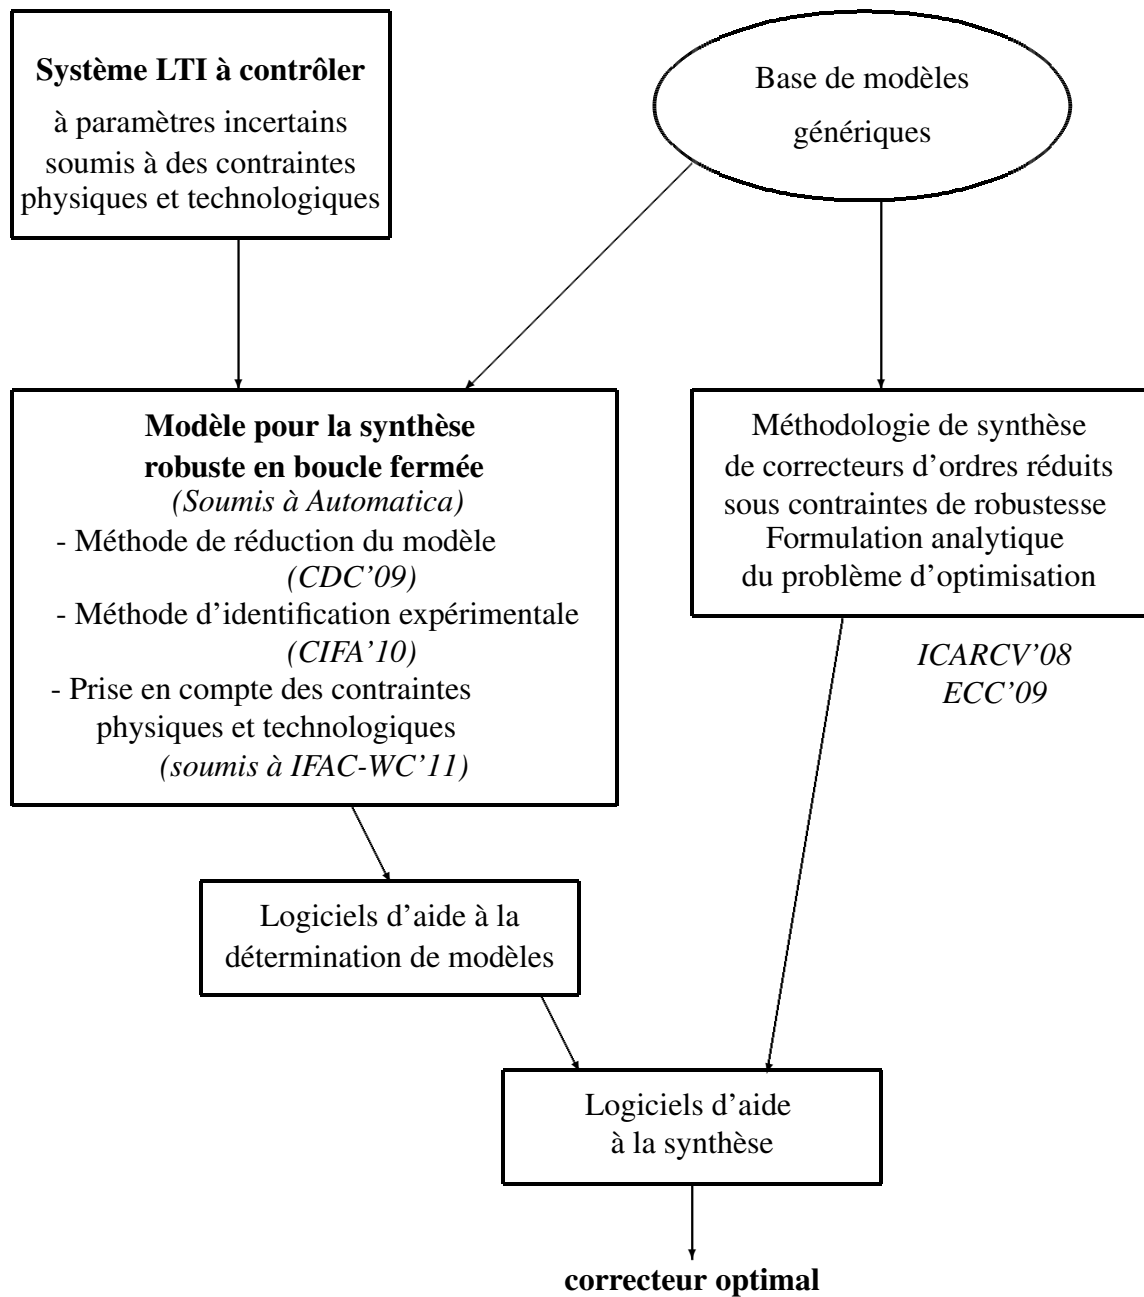 Système LTI à contrôler
à paramètres incertains
soumis à des contraintes
physiques et technologiques
Base de modèles
génériques
Modèle pour la synthèse
robuste en boucle fermée
(Soumis à Automatica)
- Méthode de réduction du modèle
(CDC'09)
- Méthode d'identification expérimentale
(CIFA'10)
- Prise en compte des contraintes
physiques et technologiques
(soumis à IFAC-WC'11)
Méthodologie de synthèse
de correcteurs d'ordres réduits
sous contraintes de robustesse
Formulation analytique
du problème d'optimisation
ICARCV'08
ECC'09
Logiciels d'aide à la
détermination de modèles
Logiciels d'aide
à la synthèse
correcteur optimal